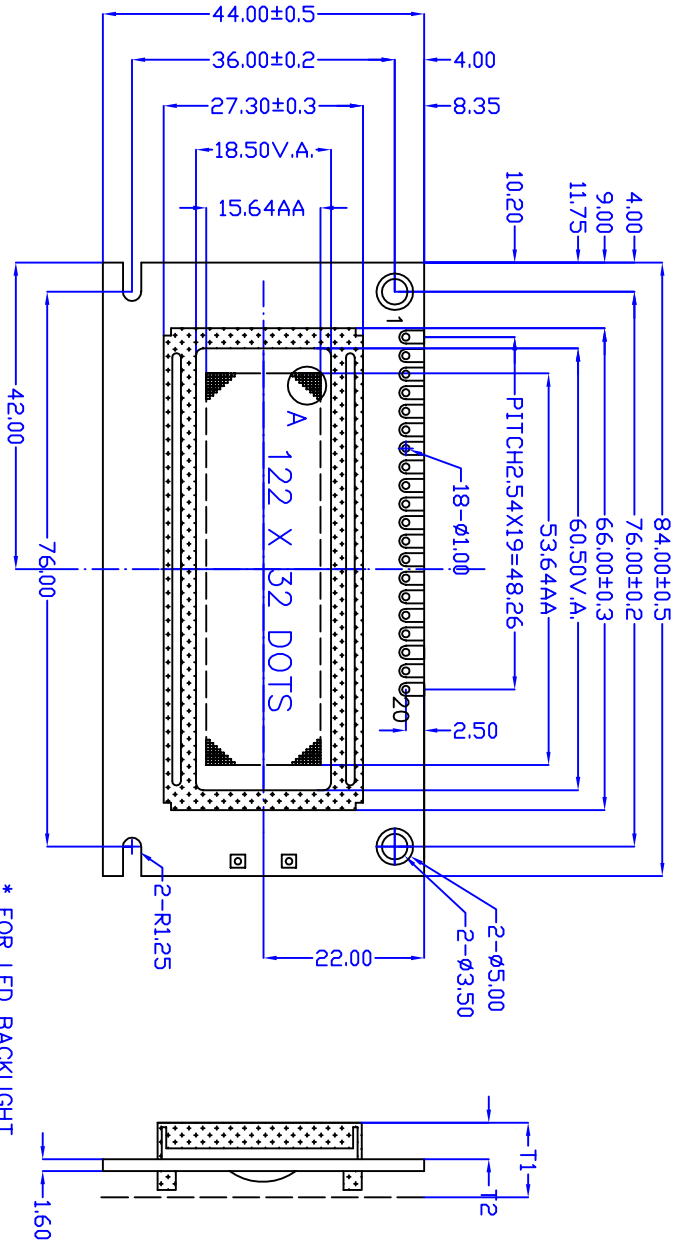 44.00±0.5
36.00±0.2
4.00
27.30±0.3
8.35
18.50V.A.
15.64AA
10.20
11.75
9.00
4.00
84.00±0.5
76.00±0.2
66.00±0.3
60.50V.A.
53.64AA
PITCH2.54X19=48.26
18-ø1.00
1
20
2.50
A
122 X 32 DOTS
42.00
76.00
2-R1.25
22.00
2-ø5.00
2-ø3.50
* FOR LED BACKLIGHT
T1
T2
1.60